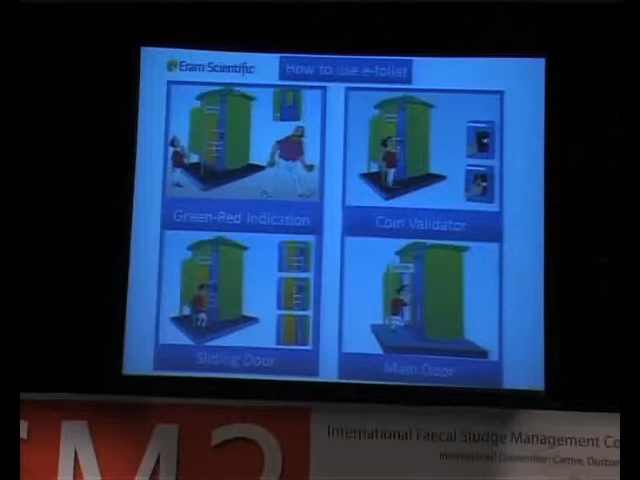 Eram Scientific
How to use e-toilet
Green-Red Indication
Coin Validator
Sliding Door
Main Door
SM2
International Faecal Sludge Management Co
International Convention Centre, Durban